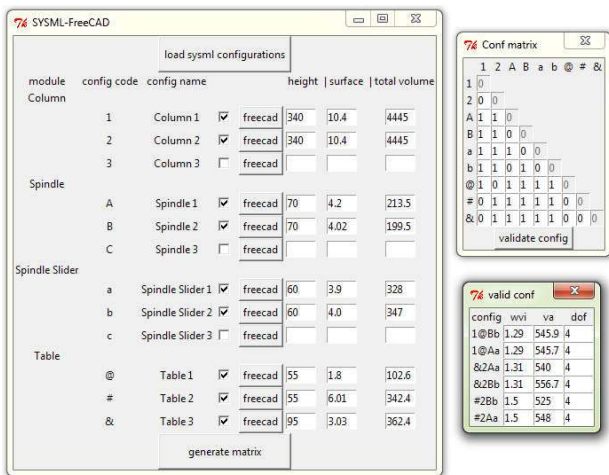 SYSML-FreeCAD
load sysml configurations
module config code config name height | surface | total volume
Column
1 Column 1 freecad 340 10.4 4445
2 Column 2 freecad 340 10.4 4445
3 Column 3 freecad
Spindle
A Spindle 1 freecad 70 4.2 213.5
B Spindle 2 freecad 70 4.02 199.5
C Spindle 3 freecad
Spindle Slider
a Spindle Slider 1 freecad 60 3.9 328
b Spindle Slider 2 freecad 60 4.0 347
c Spindle Slider 3 freecad
Table
@ Table 1 freecad 55 1.8 102.6
# Table 2 freecad 55 6.01 342.4
& Table 3 freecad 95 3.03 362.4
generate matrix
Conf matrix
1 2 A B a b @ # &
1 0
2 0 0
A 1 1 0
B 1 1 0 0
a 1 1 1 0 0
b 1 1 0 1 0 0
@ 1 0 1 1 1 1 0
# 0 1 1 1 1 1 0 0
& 0 1 1 1 1 1 0 0 0
validate config
valid conf
config wvi va dof
1@Bb 1.29 545.9 4
1@Aa 1.29 545.7 4
&2Aa 1.31 540 4
&2Bb 1.31 556.7 4
#2Bb 1.5 525 4
#2Aa 1.5 548 4